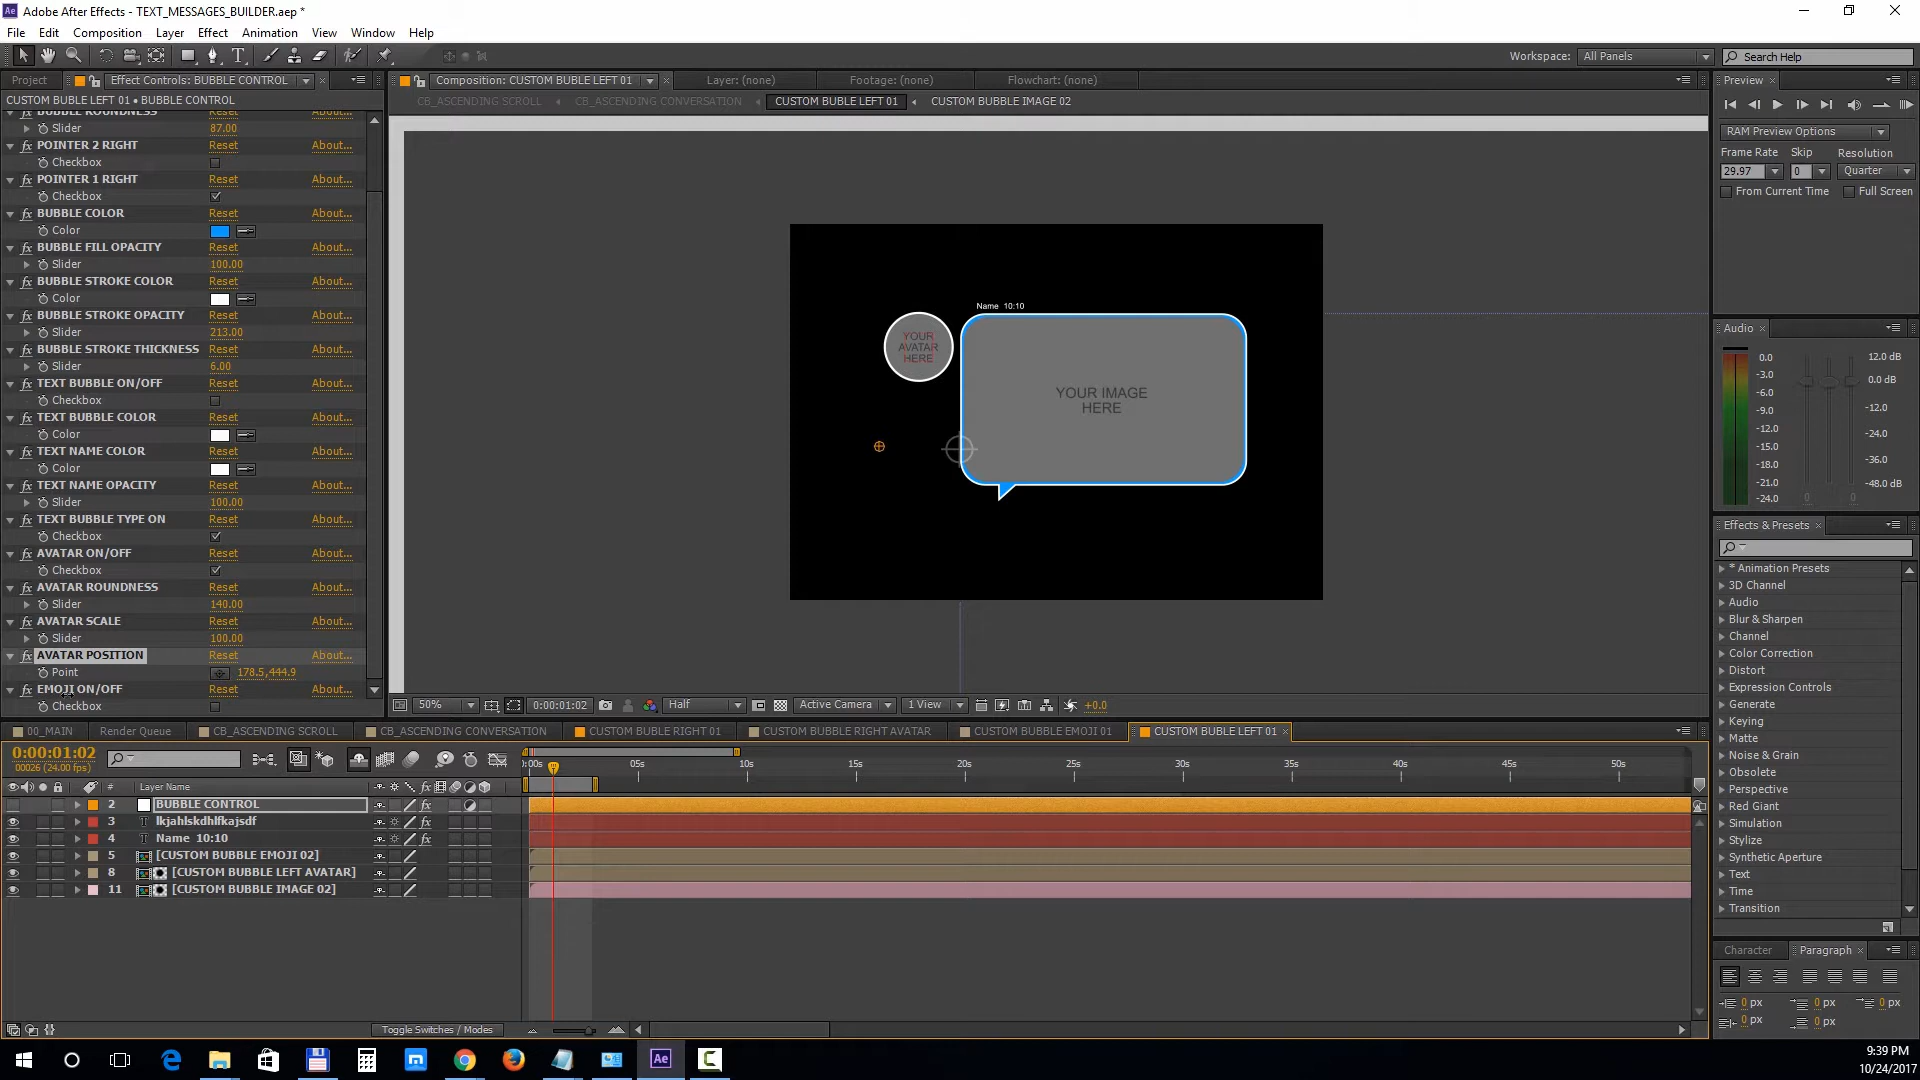 Adobe After Effects - TEXT_MESSAGES_BUILDER.aep *
File Edit Composition Layer Effect Animation View Window Help
Workspace: All Panels Search Help
Project Effect Controls: BUBBLE CONTROL Composition: CUSTOM BUBLE LEFT 01 Layer: (none) Footage: (none) Flowchart: (none) Preview
CUSTOM BUBLE LEFT 01 • BUBBLE CONTROL
CB_ASCENDING SCROLL CB_ASCENDING CONVERSATION CUSTOM BUBLE LEFT 01 CUSTOM BUBBLE IMAGE 02
BUBBLE ROUNDNESS Reset About...
Slider 87.00
POINTER 2 RIGHT Reset About...
Checkbox
POINTER 1 RIGHT Reset About...
Checkbox
BUBBLE COLOR Reset About...
Color
BUBBLE FILL OPACITY Reset About...
Slider 100.00
BUBBLE STROKE COLOR Reset About...
Color
BUBBLE STROKE OPACITY Reset About...
Slider 213.00
BUBBLE STROKE THICKNESS Reset About...
Slider 6.00
TEXT BUBBLE ON/OFF Reset About...
Checkbox
TEXT BUBBLE COLOR Reset About...
Color
TEXT NAME COLOR Reset About...
Color
TEXT NAME OPACITY Reset About...
Slider 100.00
TEXT BUBBLE TYPE ON Reset About...
Checkbox
AVATAR ON/OFF Reset About...
Checkbox
AVATAR ROUNDNESS Reset About...
Slider 140.00
AVATAR SCALE Reset About...
Slider 100.00
AVATAR POSITION Reset About...
Point 178.5,444.9
EMOJI ON/OFF Reset About...
Checkbox
Name 10:10
YOUR
AVATAR
HERE
YOUR IMAGE
HERE
50% 0:00:01:02 Half Active Camera 1 View +0.0
RAM Preview Options
Frame Rate Skip Resolution
29.97 0 Quarter
From Current Time Full Screen
Audio
0.0
-3.0
-6.0
-9.0
-12.0
-15.0
-18.0
-21.0
-24.0
0 0
12.0 dB
0.0 dB
-12.0
-24.0
-36.0
-48.0 dB
Effects & Presets
* Animation Presets
3D Channel
Audio
Blur & Sharpen
Channel
Color Correction
Distort
Expression Controls
Generate
Keying
Matte
Noise & Grain
Obsolete
Perspective
Red Giant
Simulation
Stylize
Synthetic Aperture
Text
Time
Transition
00_MAIN Render Queue CB_ASCENDING SCROLL CB_ASCENDING CONVERSATION CUSTOM BUBLE RIGHT 01 CUSTOM BUBBLE RIGHT AVATAR CUSTOM BUBBLE EMOJI 01 CUSTOM BUBLE LEFT 01
0:00:01:02
00026 (24.00 fps)
:00s 05s 10s 15s 20s 25s 30s 35s 40s 45s 50s
# Layer Name
2 BUBBLE CONTROL
3 lkjahlskdhlfkajsdf
4 Name 10:10
5 [CUSTOM BUBBLE EMOJI 02]
8 [CUSTOM BUBBLE LEFT AVATAR]
11 [CUSTOM BUBBLE IMAGE 02]
Toggle Switches / Modes
Character Paragraph
0 px 0 px 0 px
0 px 0 px
9:39 PM
10/24/2017